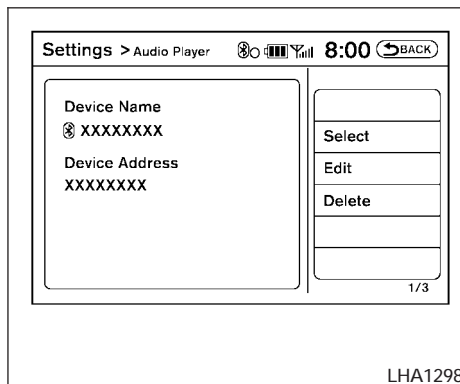 Settings > Audio Player 8:00 BACK
Device Name
XXXXXXXX
Device Address
XXXXXXXX
Select
Edit
Delete
1/3
LHA1298